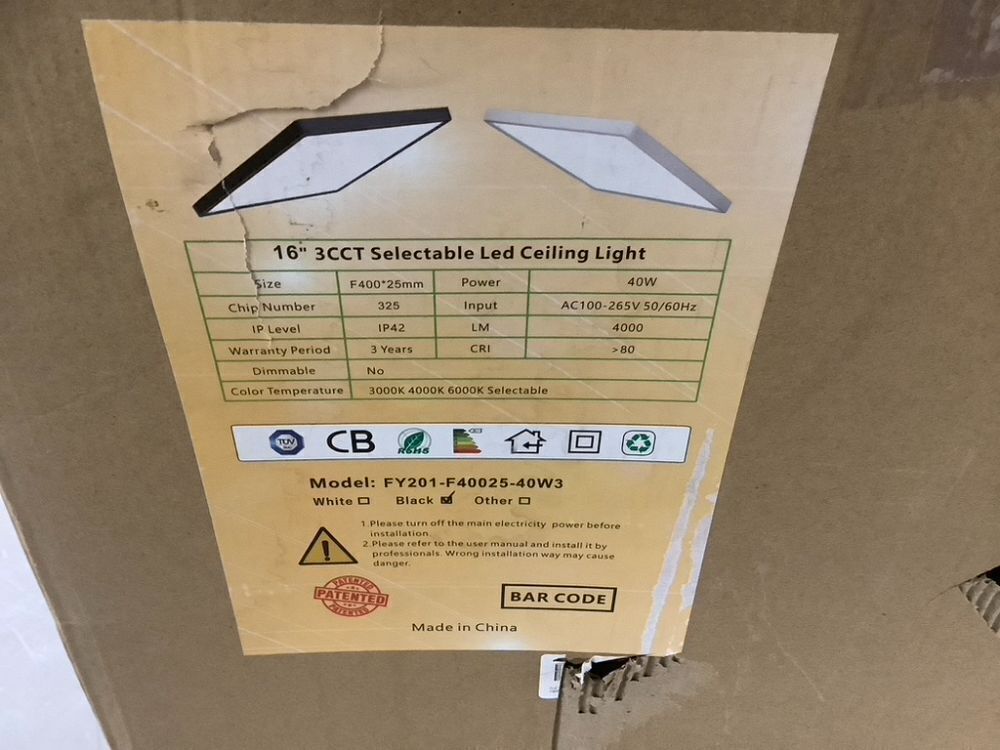 16" 3CCT Selectable Led Ceiling Light
Size F400*25mm Power 40W
Chip Number 325 Input AC100-265V 50/60Hz
IP Level IP42 LM 4000
Warranty Period 3 Years CRI >80
Dimmable No
Color Temperature 3000K 4000K 6000K Selectable
TÜV CB RoHS
Model: FY201-F40025-40W3
White Black Other
1.Please turn off the main electricity power before
installation.
2.Please refer to the user manual and install it by
professionals. Wrong installation way may cause
danger.
PATENTED
PATENTED
PATENTED
BAR CODE
Made in China